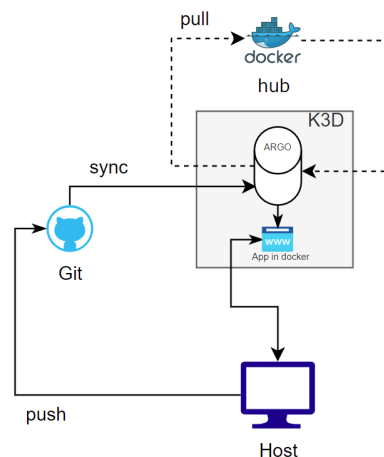 pull
docker
hub
K3D
ARGO
sync
www
App in docker
Git
push
Host